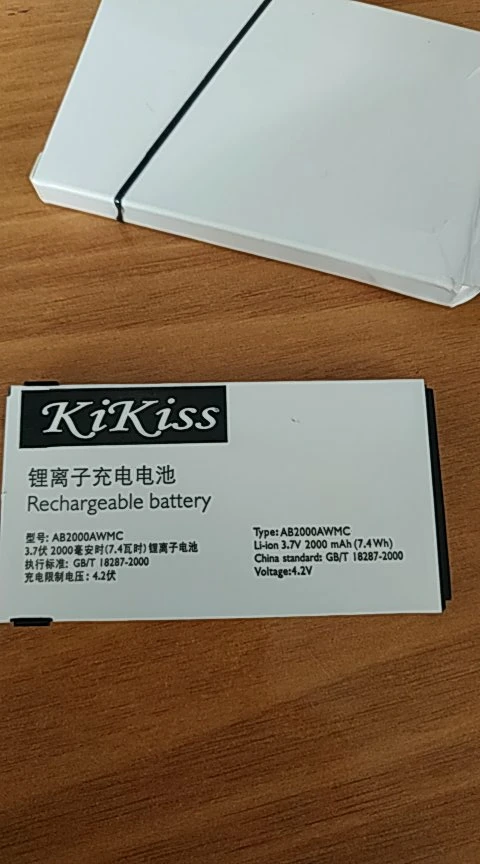 KiKiss
锂离子充电电池
Rechargeable battery
型号: AB2000AWMC
3.7伏 2000毫安时(7.4瓦时) 锂离子电池
执行标准: GB/T 18287-2000
充电限制电压: 4.2伏
Type: AB2000AWMC
Li-ion 3.7V 2000 mAh (7.4Wh)
China standard: GB/T 18287-2000
Voltage:4.2V